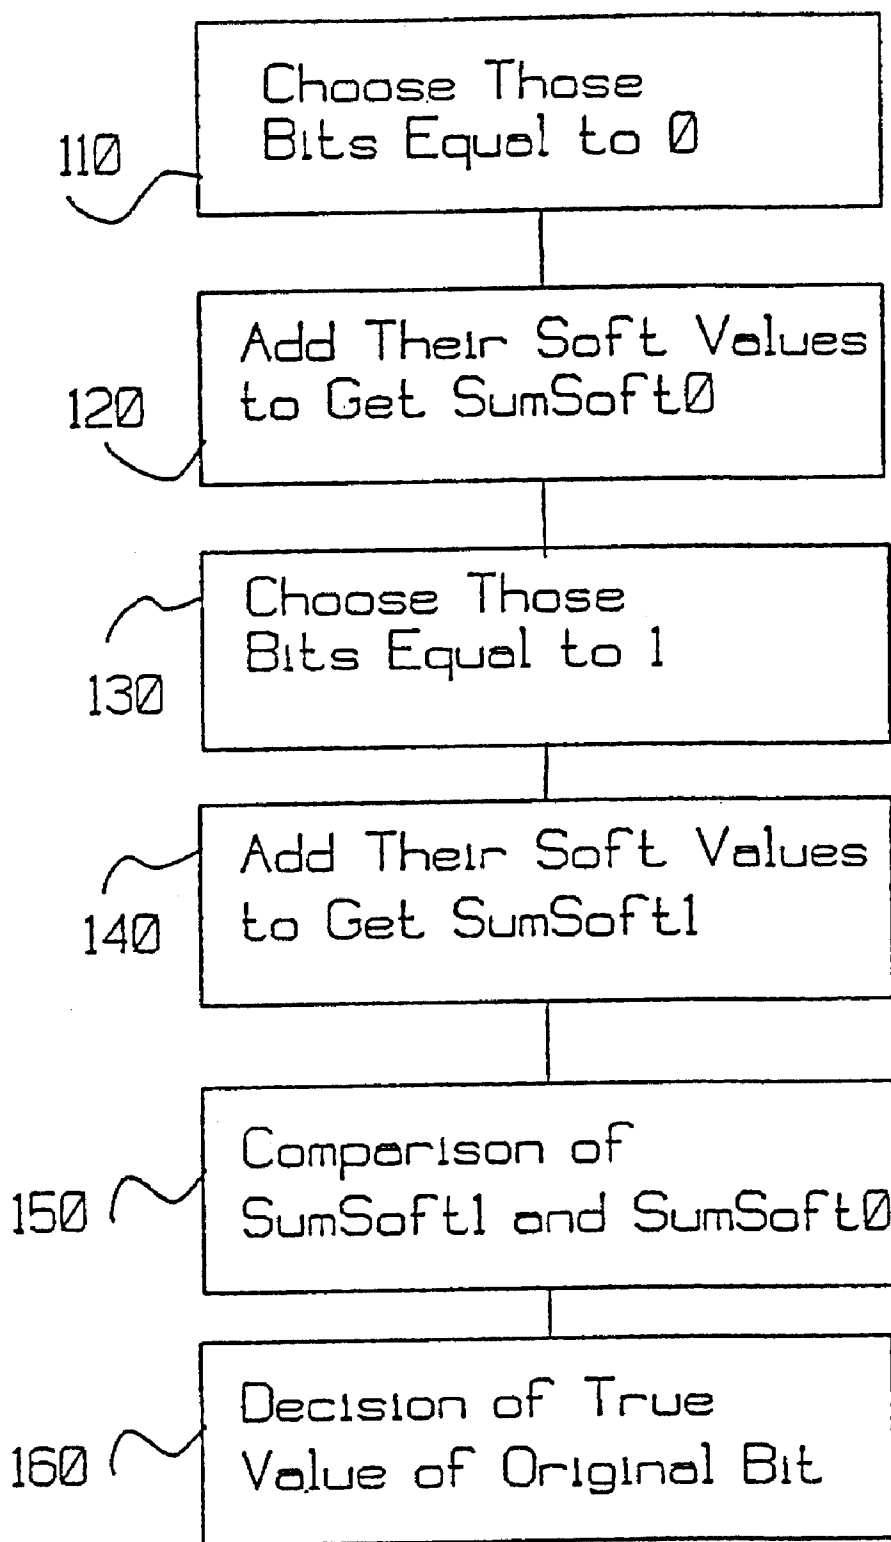 Choose Those
Bits Equal to 0
110
Add Their Soft Values
to Get SumSoft0
120
Choose Those
Bits Equal to 1
130
Add Their Soft Values
to Get SumSoft1
140
Comparison of
SumSoft1 and SumSoft0
150
Decision of True
Value of Original Bit
160